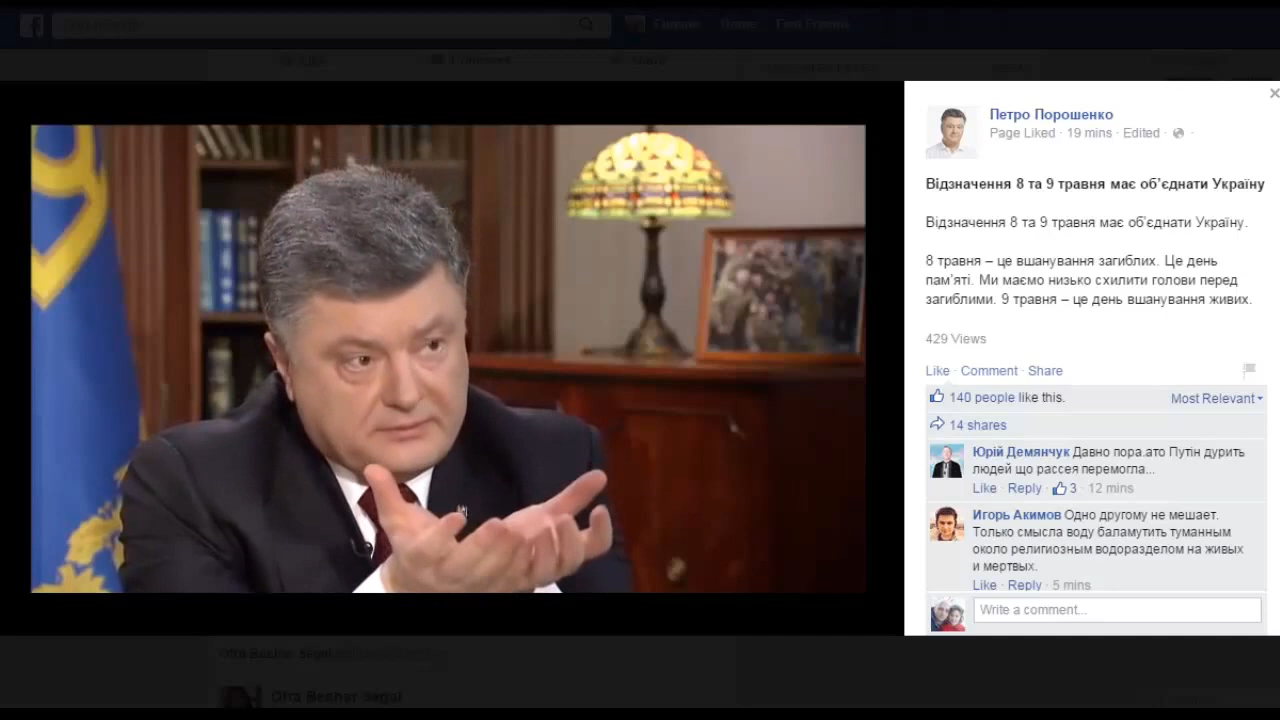 Петро Порошенко
Page Liked · 19 mins · Edited ·
Відзначення 8 та 9 травня має об'єднати Україну
Відзначення 8 та 9 травня має об'єднати Україну.
8 травня – це вшанування загиблих. Це день
пам'яті. Ми маємо низько схилити голови перед
загиблими. 9 травня – це день вшанування живих.
429 Views
Like · Comment · Share
140 people like this.
Most Relevant
14 shares
Юрій Демянчук Давно пора.ато Путін дурить
людей що рассея перемогла...
Like · Reply · 3 · 12 mins
Игорь Акимов Одно другому не мешает.
Только смысла воду баламутить туманным
около религиозным водоразделом на живых
и мертвых.
Like · Reply · 5 mins
Write a comment...